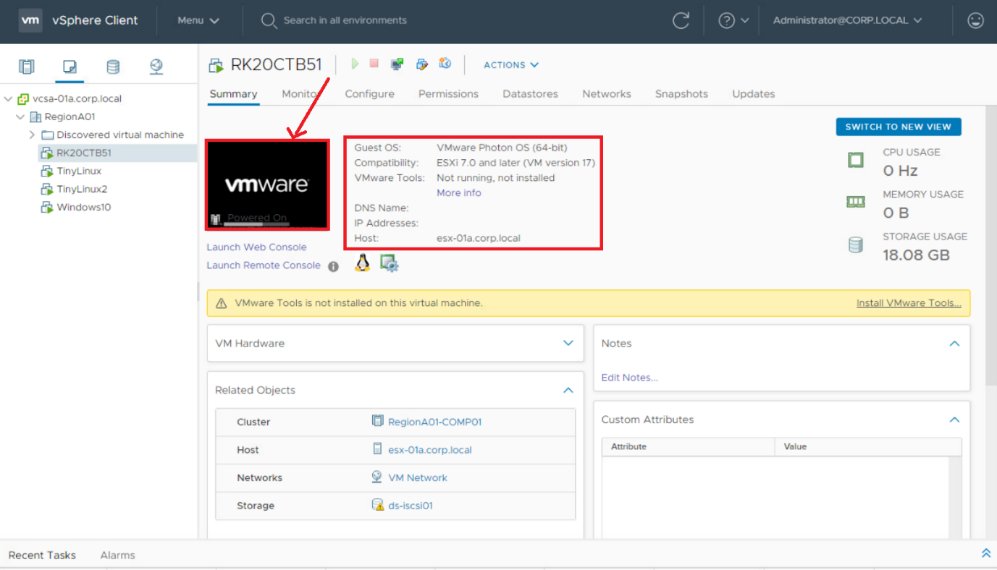 vm vSphere Client Menu Search in all environments Administrator@CORP.LOCAL
RK20CTB51 ACTIONS
Summary Monitor Configure Permissions Datastores Networks Snapshots Updates
vcsa-01a.corp.local
RegionA01
Discovered virtual machine
RK20CTB51
TinyLinux
TinyLinux2
Windows10
vmware
Powered On
Launch Web Console
Launch Remote Console
Guest OS: VMware Photon OS (64-bit)
Compatibility: ESXi 7.0 and later (VM version 17)
VMware Tools: Not running, not installed
More info
DNS Name:
IP Addresses:
Host: esx-01a.corp.local
SWITCH TO NEW VIEW
CPU USAGE
0 Hz
MEMORY USAGE
0 B
STORAGE USAGE
18.08 GB
VMware Tools is not installed on this virtual machine. Install VMware Tools...
VM Hardware
Related Objects
Cluster RegionA01-COMP01
Host esx-01a.corp.local
Networks VM Network
Storage ds-iscsi01
Notes
Edit Notes...
Custom Attributes
Attribute Value
Recent Tasks Alarms